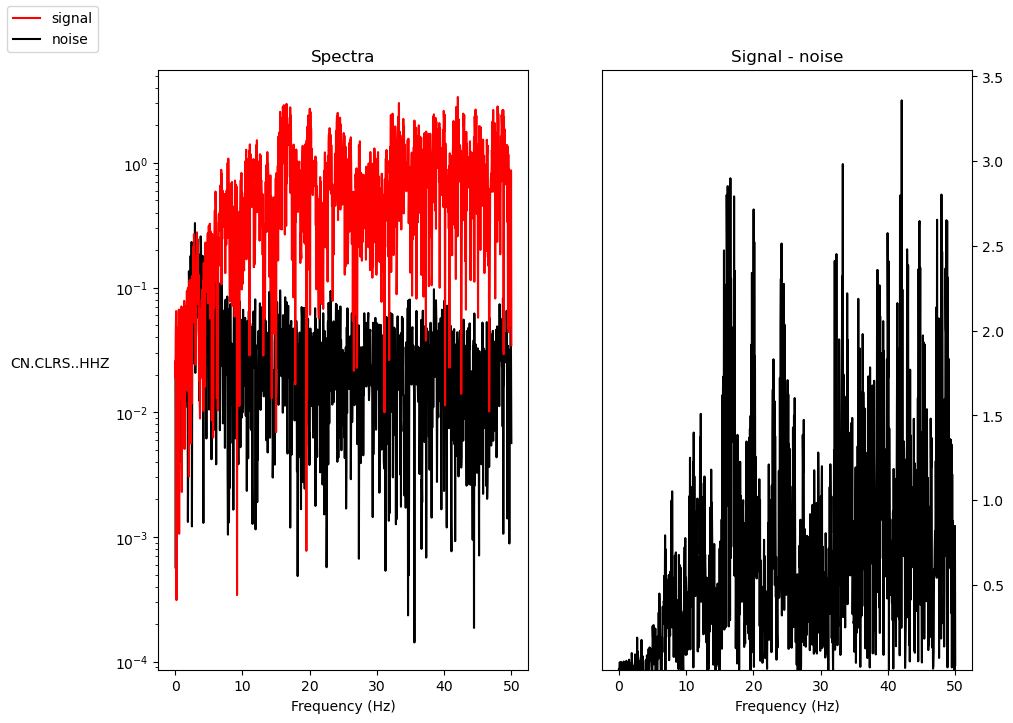 signal
noise
Spectra
Signal - noise
CN.CLRS..HHZ
10^0
10^-1
10^-2
10^-3
10^-4
0 10 20 30 40 50
Frequency (Hz)
3.5
3.0
2.5
2.0
1.5
1.0
0.5
0 10 20 30 40 50
Frequency (Hz)